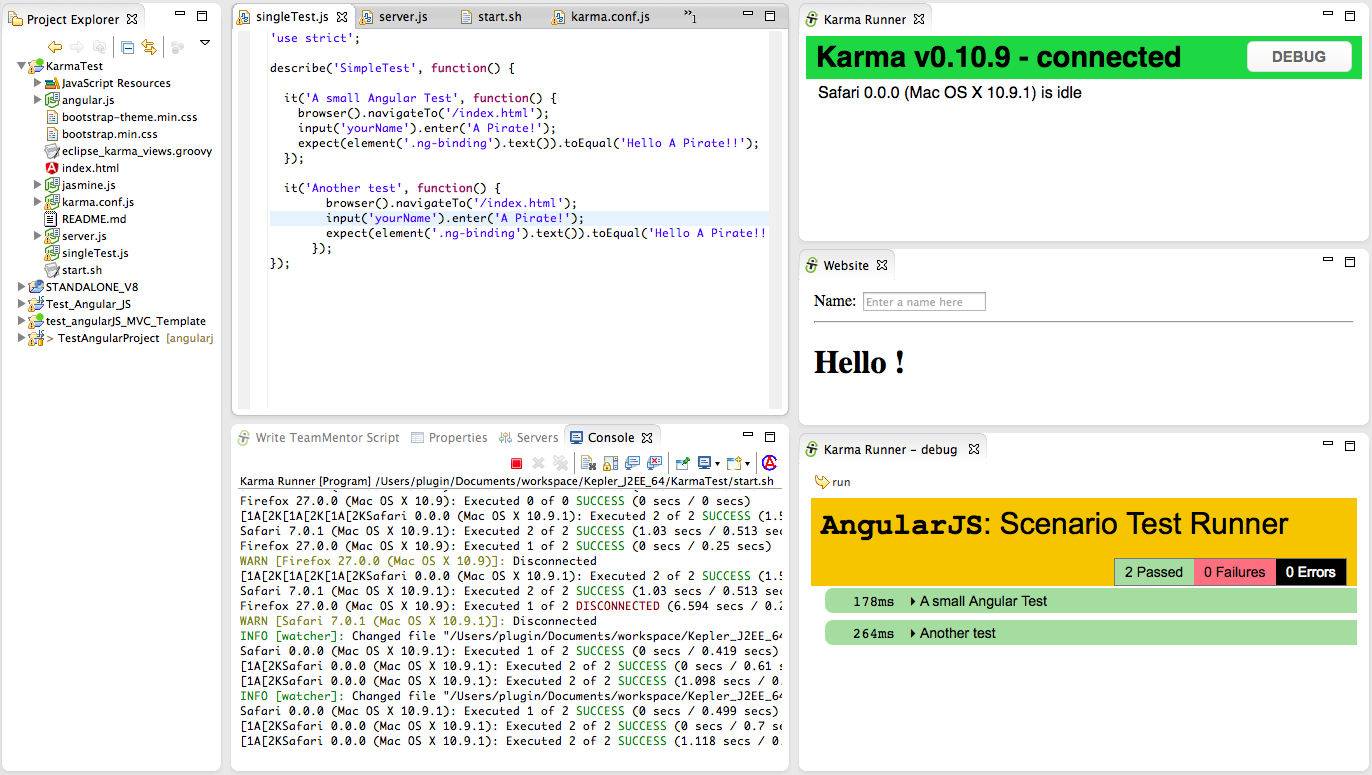 Project Explorer
KarmaTest
JavaScript Resources
angular.js
bootstrap-theme.min.css
bootstrap.min.css
eclipse_karma_views.groovy
index.html
jasmine.js
karma.conf.js
README.md
server.js
singleTest.js
start.sh
STANDALONE_V8
Test_Angular_JS
test_angularJS_MVC_Template
> TestAngularProject [angularj
singleTest.js server.js start.sh karma.conf.js »1
'use strict';
describe('SimpleTest', function() {
it('A small Angular Test', function() {
browser().navigateTo('/index.html');
input('yourName').enter('A Pirate!');
expect(element('.ng-binding').text()).toEqual('Hello A Pirate!!');
});
it('Another test', function() {
browser().navigateTo('/index.html');
input('yourName').enter('A Pirate!');
expect(element('.ng-binding').text()).toEqual('Hello A Pirate!!
});
});
Write TeamMentor Script Properties Servers Console
Karma Runner [Program] /Users/plugin/Documents/workspace/Kepler_J2EE_64/KarmaTest/start.sh
Firefox 27.0.0 (Mac OS X 10.9): Executed 0 of 0 SUCCESS (0 secs / 0 secs)
[1A[2K[1A[2K[1A[2KSafari 0.0.0 (Mac OS X 10.9.1): Executed 2 of 2 SUCCESS (1.5
Safari 7.0.1 (Mac OS X 10.9.1): Executed 2 of 2 SUCCESS (1.03 secs / 0.513 sec
Firefox 27.0.0 (Mac OS X 10.9): Executed 1 of 2 SUCCESS (0 secs / 0.25 secs)
WARN [Firefox 27.0.0 (Mac OS X 10.9)]: Disconnected
[1A[2K[1A[2K[1A[2KSafari 0.0.0 (Mac OS X 10.9.1): Executed 2 of 2 SUCCESS (1.5
Safari 7.0.1 (Mac OS X 10.9.1): Executed 2 of 2 SUCCESS (1.03 secs / 0.513 sec
Firefox 27.0.0 (Mac OS X 10.9): Executed 1 of 2 DISCONNECTED (6.594 secs / 0.2
WARN [Safari 7.0.1 (Mac OS X 10.9.1)]: Disconnected
INFO [watcher]: Changed file "/Users/plugin/Documents/workspace/Kepler_J2EE_64
Safari 0.0.0 (Mac OS X 10.9.1): Executed 1 of 2 SUCCESS (0 secs / 0.419 secs)
[1A[2KSafari 0.0.0 (Mac OS X 10.9.1): Executed 2 of 2 SUCCESS (0 secs / 0.61 s
[1A[2KSafari 0.0.0 (Mac OS X 10.9.1): Executed 2 of 2 SUCCESS (1.098 secs / 0.
INFO [watcher]: Changed file "/Users/plugin/Documents/workspace/Kepler_J2EE_64
Safari 0.0.0 (Mac OS X 10.9.1): Executed 1 of 2 SUCCESS (0 secs / 0.499 secs)
[1A[2KSafari 0.0.0 (Mac OS X 10.9.1): Executed 2 of 2 SUCCESS (0 secs / 0.7 s
[1A[2KSafari 0.0.0 (Mac OS X 10.9.1): Executed 2 of 2 SUCCESS (1.118 secs / 0.
Karma Runner
Karma v0.10.9 - connected DEBUG
Safari 0.0.0 (Mac OS X 10.9.1) is idle
Website
Name: Enter a name here
Hello !
Karma Runner - debug
run
AngularJS: Scenario Test Runner
2 Passed 0 Failures 0 Errors
178ms A small Angular Test
264ms Another test